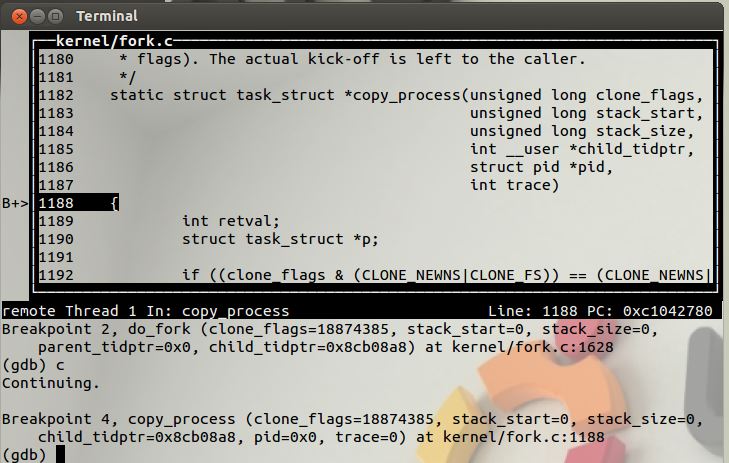 Terminal
kernel/fork.c
1180 * flags). The actual kick-off is left to the caller.
1181 */
1182 static struct task_struct *copy_process(unsigned long clone_flags,
1183 unsigned long stack_start,
1184 unsigned long stack_size,
1185 int __user *child_tidptr,
1186 struct pid *pid,
1187 int trace)
B+> 1188 {
1189 int retval;
1190 struct task_struct *p;
1191
1192 if ((clone_flags & (CLONE_NEWNS|CLONE_FS)) == (CLONE_NEWNS|
remote Thread 1 In: copy_process Line: 1188 PC: 0xc1042780
Breakpoint 2, do_fork (clone_flags=18874385, stack_start=0, stack_size=0,
parent_tidptr=0x0, child_tidptr=0x8cb08a8) at kernel/fork.c:1628
(gdb) c
Continuing.
Breakpoint 4, copy_process (clone_flags=18874385, stack_start=0, stack_size=0,
child_tidptr=0x8cb08a8, pid=0x0, trace=0) at kernel/fork.c:1188
(gdb)